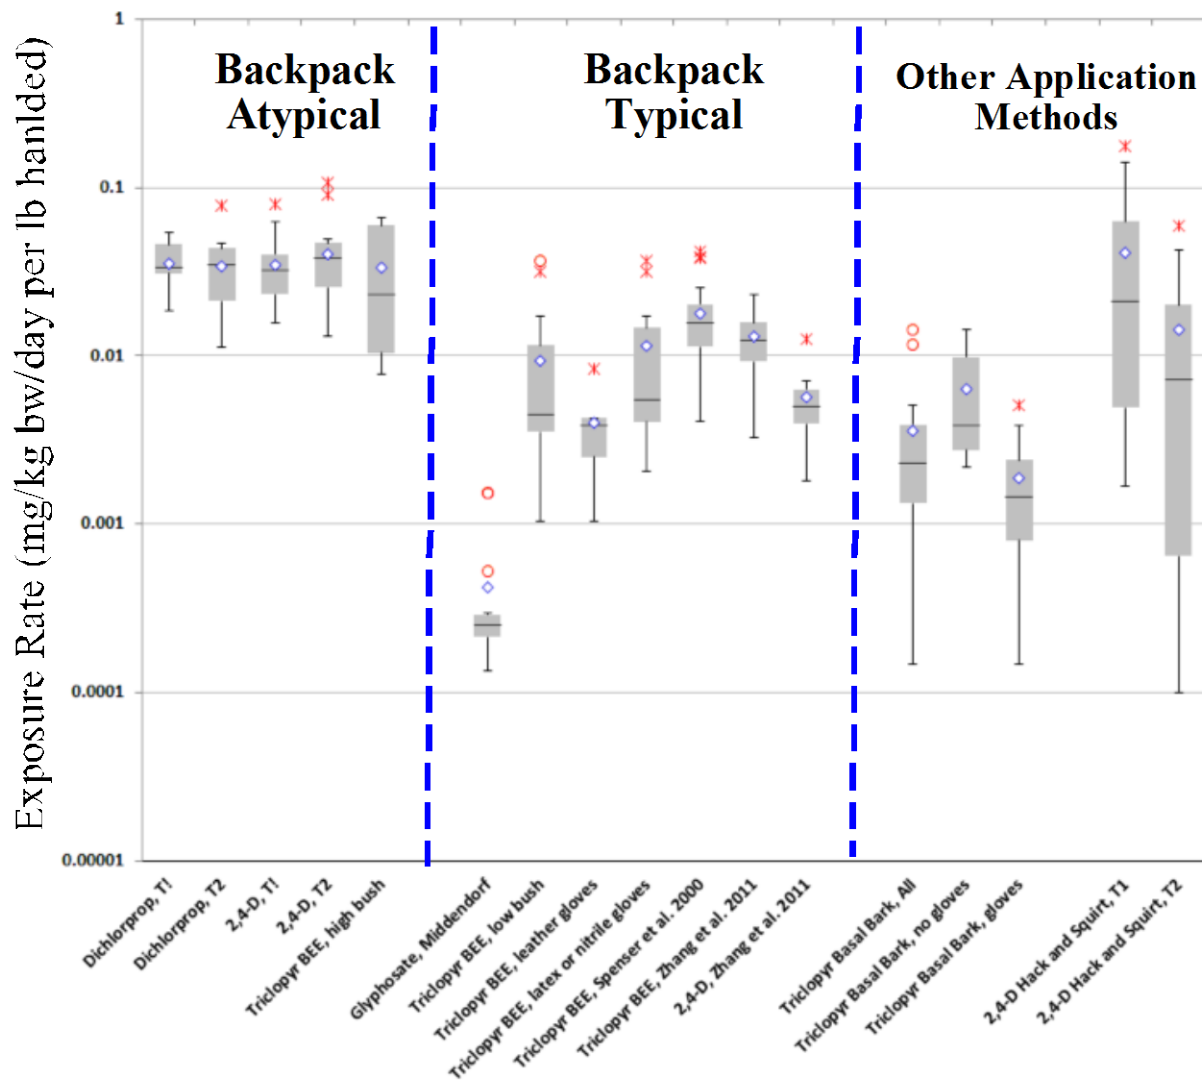 Exposure Rate (mg/kg bw/day per lb hanlded)
1
0.1
0.01
0.001
0.0001
0.00001
Backpack
Atypical
Backpack
Typical
Other Application
Methods
Dichlorprop, T!
Dichlorprop, T2
2,4-D, T!
2,4-D, T2
Triclopyr BEE, high bush
Glyphosate, Middendorf
Triclopyr BEE, low bush
Triclopyr BEE, leather gloves
Triclopyr BEE, latex or nitrile gloves
Triclopyr BEE, Spenser et al. 2000
Triclopyr BEE, Zhang et al. 2011
2,4-D, Zhang et al. 2011
Triclopyr Basal Bark, All
Triclopyr Basal Bark, no gloves
Triclopyr Basal Bark, gloves
2,4-D Hack and Squirt, T1
2,4-D Hack and Squirt, T2